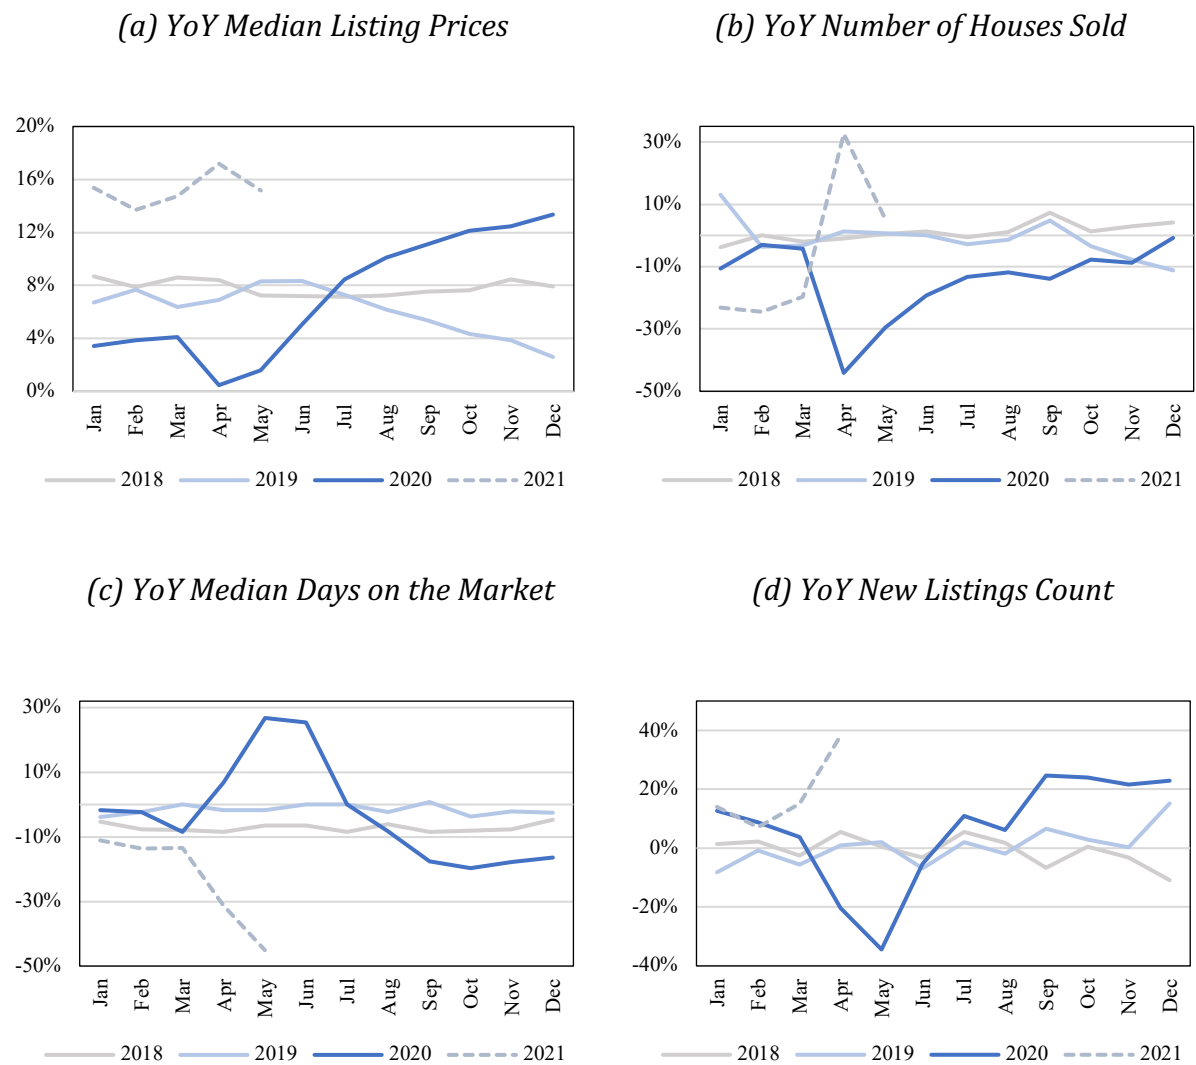 (a) YoY Median Listing Prices
20%
16%
12%
8%
4%
0%
Jan
Feb
Mar
Apr
May
Jun
Jul
Aug
Sep
Oct
Nov
Dec
2018 2019 2020 2021
(b) YoY Number of Houses Sold
30%
10%
-10%
-30%
-50%
Jan
Feb
Mar
Apr
May
Jun
Jul
Aug
Sep
Oct
Nov
Dec
2018 2019 2020 2021
(c) YoY Median Days on the Market
30%
10%
-10%
-30%
-50%
Jan
Feb
Mar
Apr
May
Jun
Jul
Aug
Sep
Oct
Nov
Dec
2018 2019 2020 2021
(d) YoY New Listings Count
40%
20%
0%
-20%
-40%
Jan
Feb
Mar
Apr
May
Jun
Jul
Aug
Sep
Oct
Nov
Dec
2018 2019 2020 2021